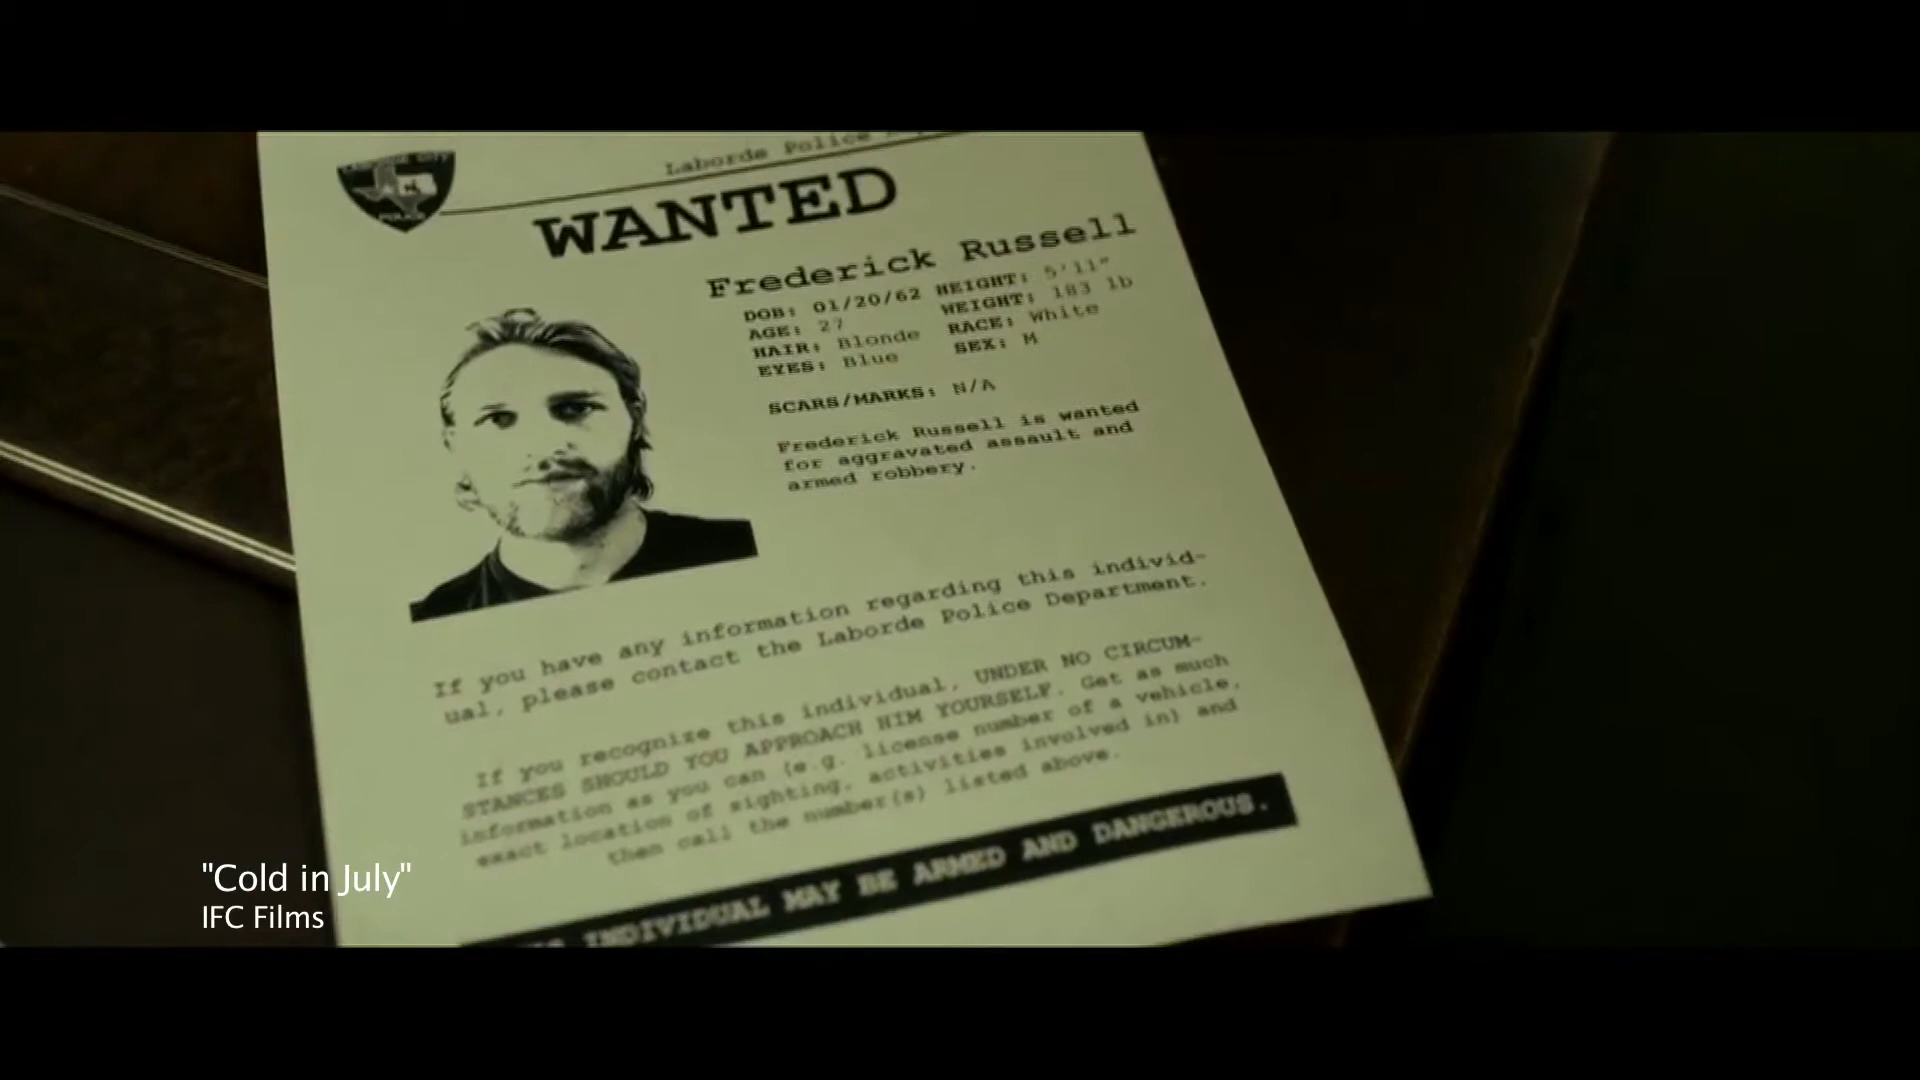 Laborde Police
POLICE
WANTED
Frederick Russell
DOB: 01/20/62 HEIGHT: 5'11"
AGE: 27 WEIGHT: 183 lb
HAIR: Blonde RACE: White
EYES: Blue SEX: M
SCARS/MARKS: N/A
Frederick Russell is wanted
for aggravated assault and
armed robbery.
If you have any information regarding this individ-
ual, please contact the Laborde Police Department.
If you recognize this individual, UNDER NO CIRCUM-
STANCES SHOULD YOU APPROACH HIM YOURSELF. Get as much
information as you can (e.g. license number of a vehicle,
exact location of sighting, activities involved in) and
then call the number(s) listed above.
INDIVIDUAL MAY BE ARMED AND DANGEROUS.
"Cold in July"
IFC Films